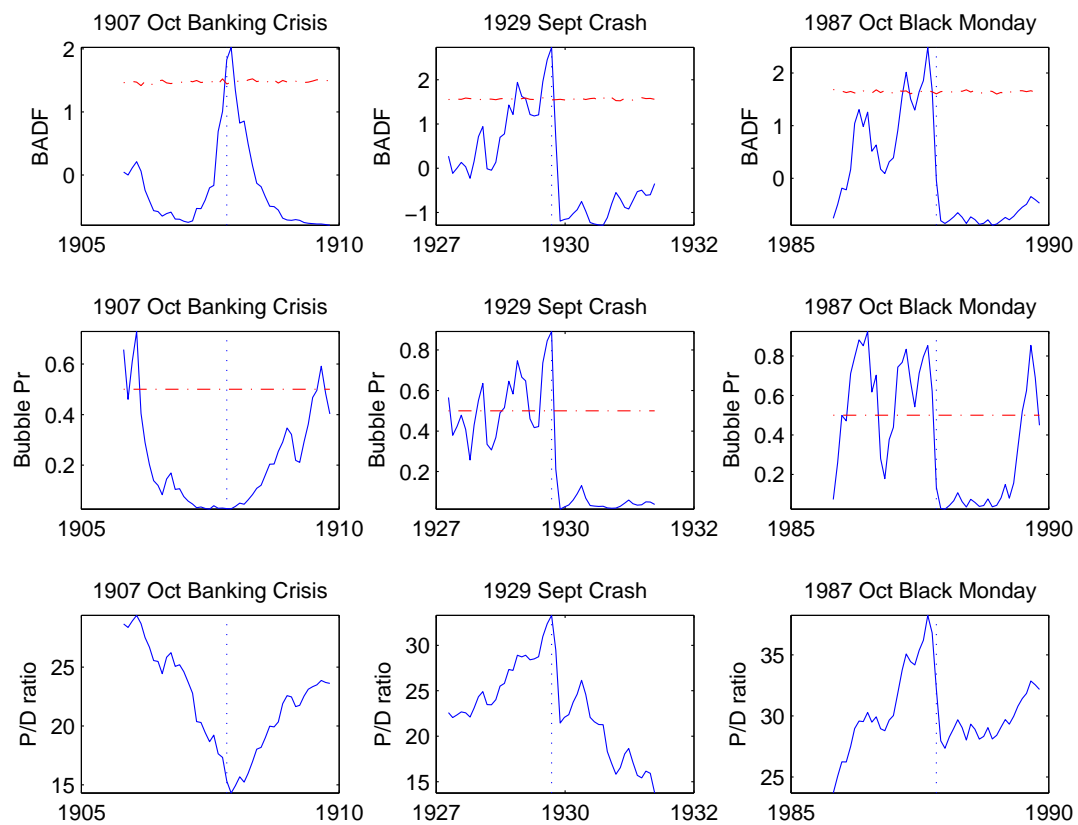 1907 Oct Banking Crisis
BADF
2
1
0
1905
1910
1929 Sept Crash
BADF
2
1
0
−1
1927
1930
1932
1987 Oct Black Monday
BADF
2
1
0
1985
1990
1907 Oct Banking Crisis
Bubble Pr
0.6
0.4
0.2
1905
1910
1929 Sept Crash
Bubble Pr
0.8
0.6
0.4
0.2
1927
1930
1932
1987 Oct Black Monday
Bubble Pr
0.8
0.6
0.4
0.2
1985
1990
1907 Oct Banking Crisis
P/D ratio
25
20
15
1905
1910
1929 Sept Crash
P/D ratio
30
25
20
15
1927
1930
1932
1987 Oct Black Monday
P/D ratio
35
30
25
1985
1990